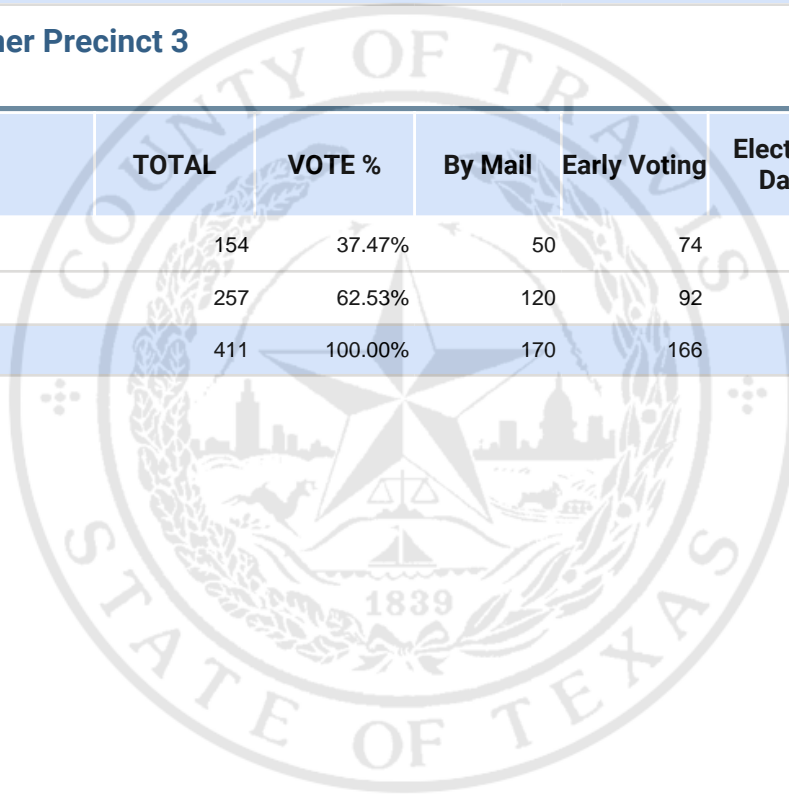 ner Precinct 3
TOTAL VOTE % By Mail Early Voting Elect
Da
154 37.47% 50 74
257 62.53% 120 92
411 100.00% 170 166
COUNTY OF TRAVIS
1839
STATE OF TEXAS